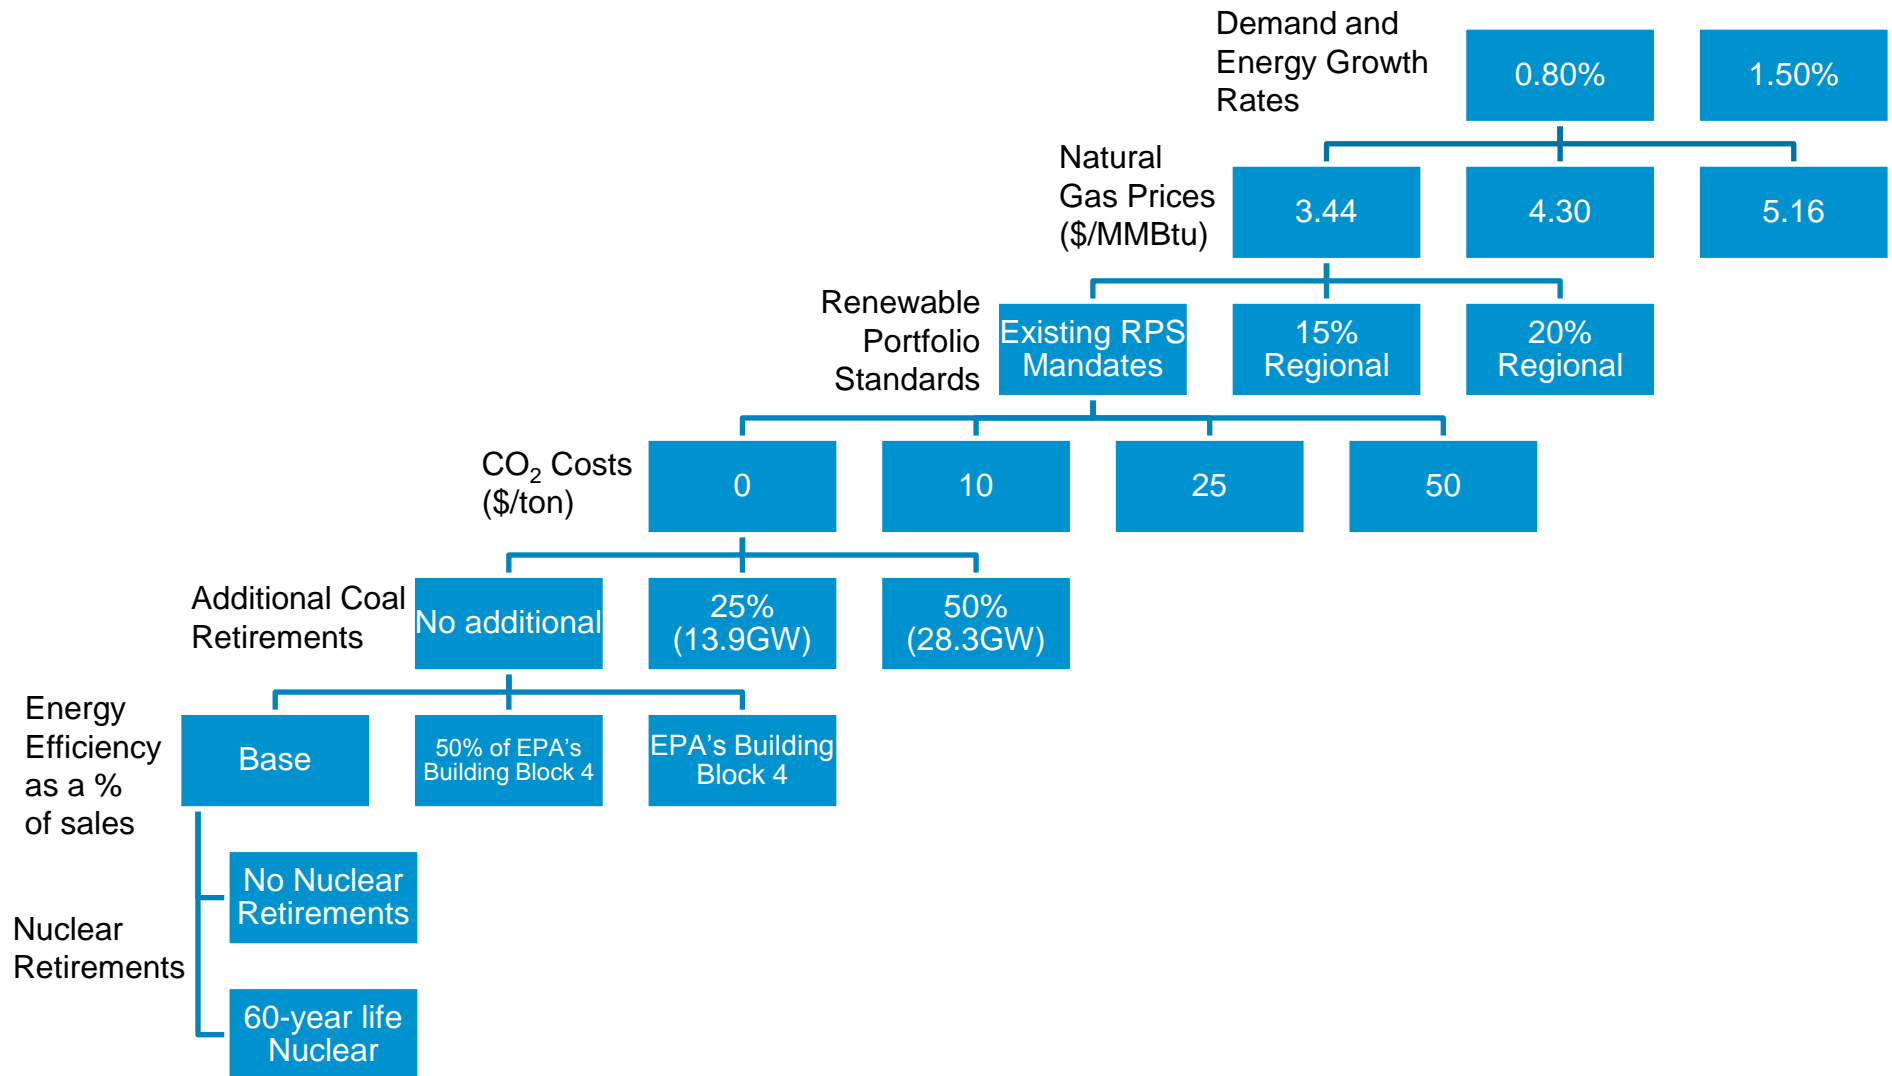 Demand and
Energy Growth
Rates
0.80%
1.50%
Natural
Gas Prices
($/MMBtu)
3.44
4.30
5.16
Renewable
Portfolio
Standards
Existing RPS
Mandates
15%
Regional
20%
Regional
CO₂ Costs
($/ton)
0
10
25
50
Additional Coal
Retirements
No additional
25%
(13.9GW)
50%
(28.3GW)
Energy
Efficiency
as a %
of sales
Base
50% of EPA’s
Building Block 4
EPA’s Building
Block 4
Nuclear
Retirements
No Nuclear
Retirements
60-year life
Nuclear